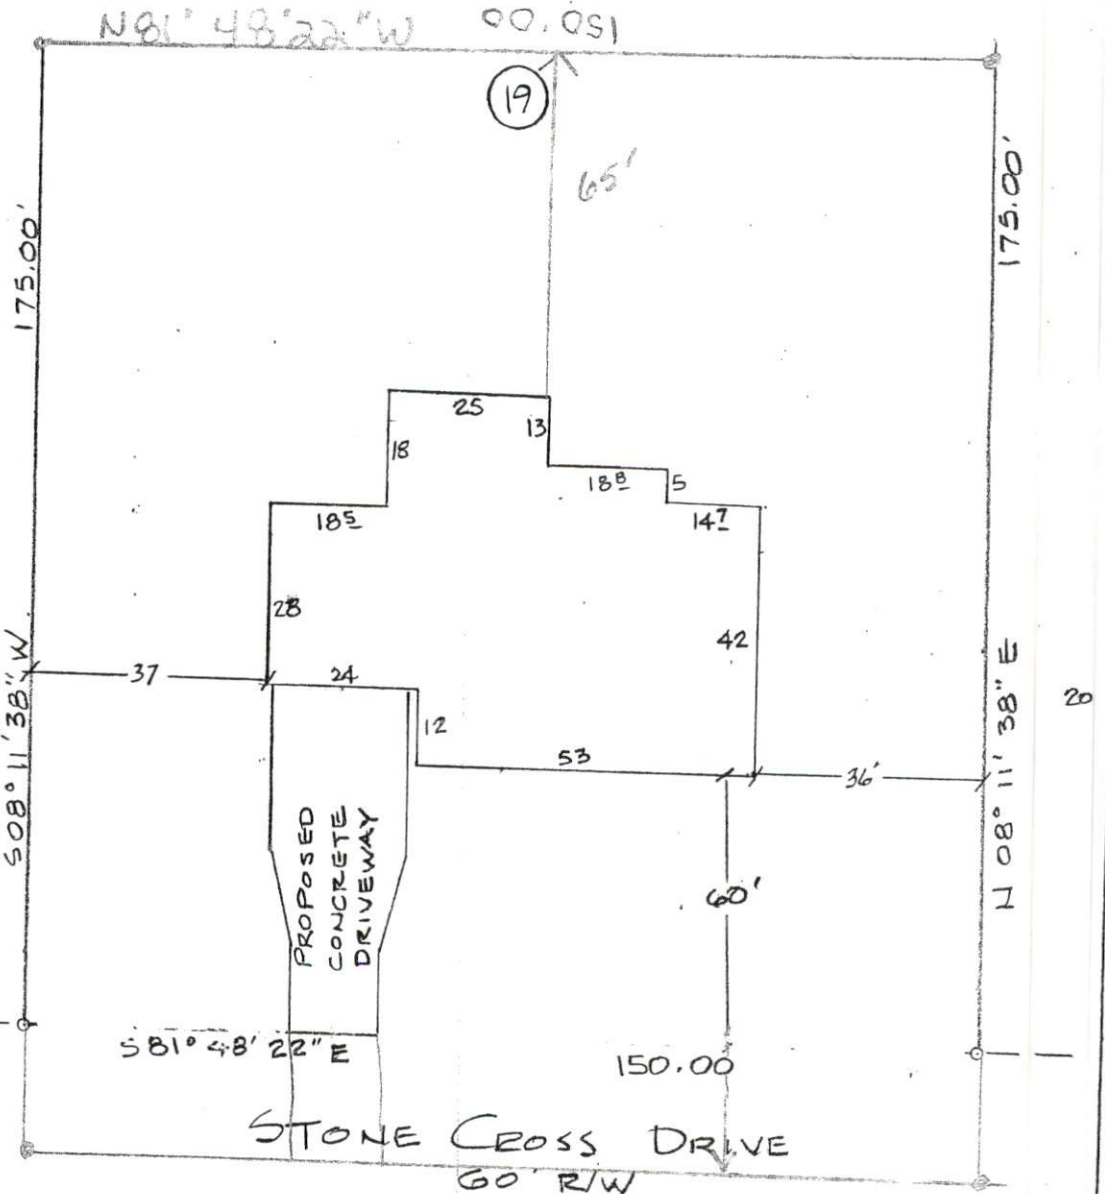 N81° 48' 22" W 150.00
19
65'
175.00'
175.00'
25
13
18
18⁸
5
18⁵
14⁷
28
42
S08° 11' 38" W
N 08° 11' 38" E
20
37
24
12
53
36'
PROPOSED
CONCRETE
DRIVEWAY
60'
S81° 48' 22" E
150.00
STONE CROSS DRIVE
60' R/W